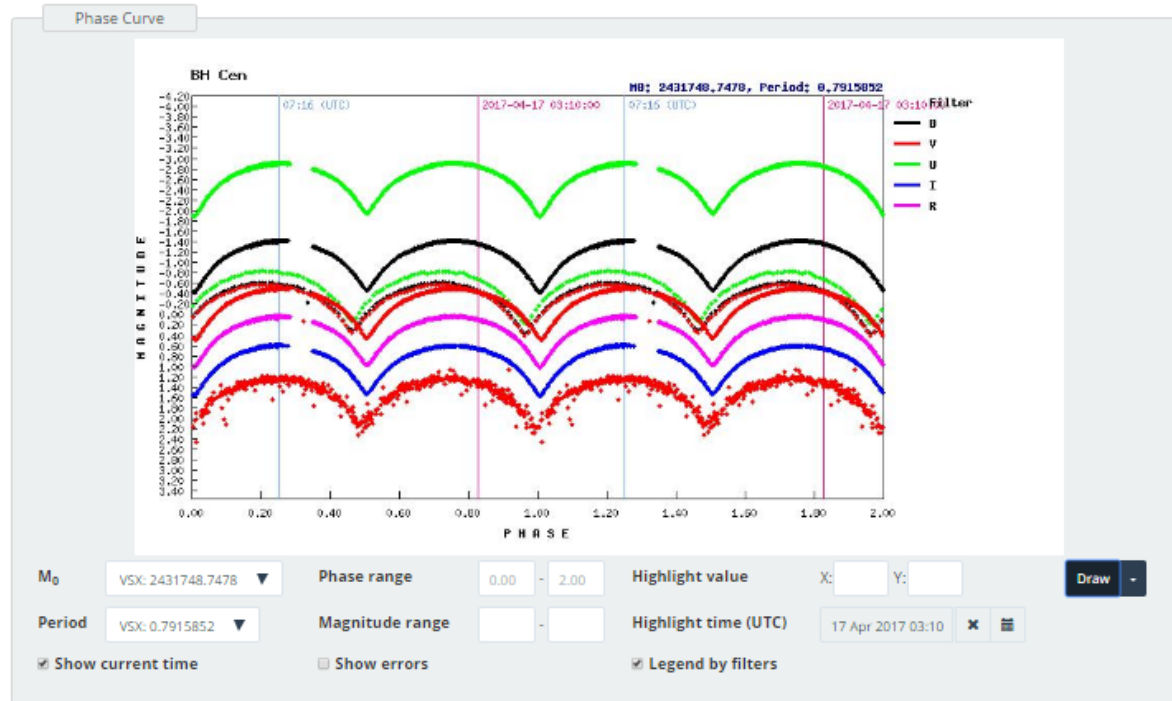 Phase Curve
BH Cen
M0: 2431748.7478, Period: 0.7915852
07:16 (UTC)
2017-04-17 03:10:00
07:16 (UTC)
2017-04-17 03:10:00
Filter
B
V
U
I
R
MAGNITUDE
-4.20
-4.00
-3.80
-3.60
-3.40
-3.20
-3.00
-2.80
-2.60
-2.40
-2.20
-2.00
-1.80
-1.60
-1.40
-1.20
-1.00
-0.80
-0.60
-0.40
-0.20
0.00
0.20
0.40
0.60
0.80
1.00
1.20
1.40
1.60
1.80
2.00
2.20
2.40
2.60
2.80
3.00
3.20
3.40
0.00 0.20 0.40 0.60 0.80 1.00 1.20 1.40 1.60 1.80 2.00
PHASE
M0 VSX: 2431748.7478 ▼ Phase range 0.00 - 2.00 Highlight value X: Y: Draw
Period VSX: 0.7915852 ▼ Magnitude range - Highlight time (UTC) 17 Apr 2017 03:10
Show current time Show errors Legend by filters